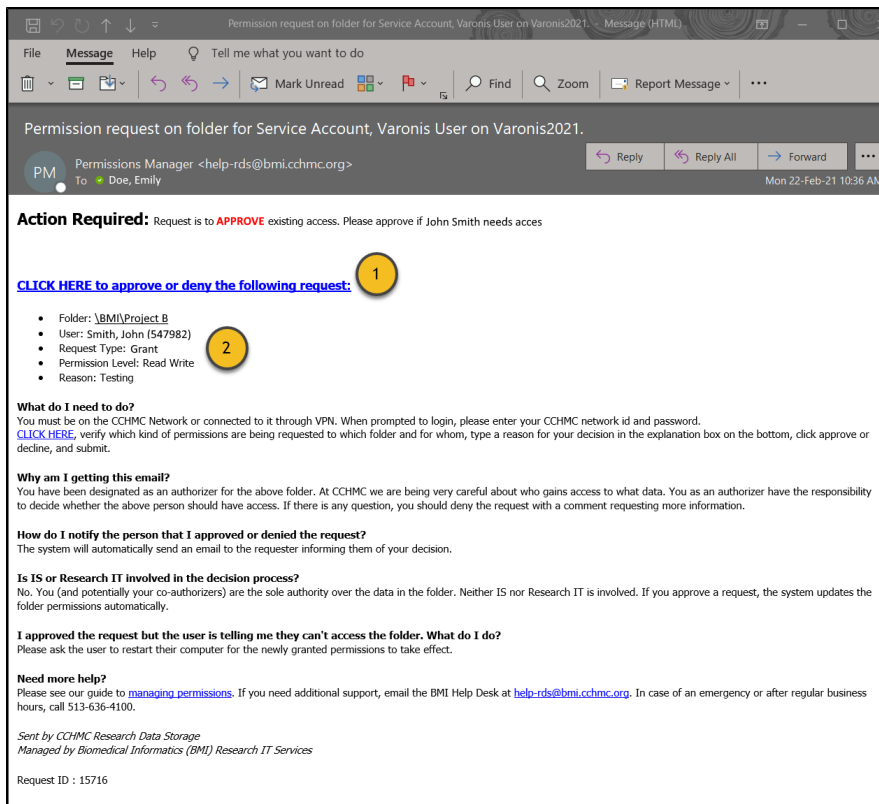 Permission request on folder for Service Account, Varonis User on Varonis2021. - Message (HTML)
File Message Help Tell me what you want to do
Mark Unread Find Zoom Report Message
Permission request on folder for Service Account, Varonis User on Varonis2021.
Reply Reply All Forward
PM Permissions Manager <help-rds@bmi.cchmc.org>
To Doe, Emily
Mon 22-Feb-21 10:36 AM
Action Required: Request is to APPROVE existing access. Please approve if John Smith needs acces
CLICK HERE to approve or deny the following request: 1
• Folder: \BMI\Project B
• User: Smith, John (547982)
• Request Type: Grant
2
• Permission Level: Read Write
• Reason: Testing
What do I need to do?
You must be on the CCHMC Network or connected to it through VPN. When prompted to login, please enter your CCHMC network id and password.
CLICK HERE, verify which kind of permissions are being requested to which folder and for whom, type a reason for your decision in the explanation box on the bottom, click approve or
decline, and submit.
Why am I getting this email?
You have been designated as an authorizer for the above folder. At CCHMC we are being very careful about who gains access to what data. You as an authorizer have the responsibility
to decide whether the above person should have access. If there is any question, you should deny the request with a comment requesting more information.
How do I notify the person that I approved or denied the request?
The system will automatically send an email to the requester informing them of your decision.
Is IS or Research IT involved in the decision process?
No. You (and potentially your co-authorizers) are the sole authority over the data in the folder. Neither IS nor Research IT is involved. If you approve a request, the system updates the
folder permissions automatically.
I approved the request but the user is telling me they can't access the folder. What do I do?
Please ask the user to restart their computer for the newly granted permissions to take effect.
Need more help?
Please see our guide to managing permissions. If you need additional support, email the BMI Help Desk at help-rds@bmi.cchmc.org. In case of an emergency or after regular business
hours, call 513-636-4100.
Sent by CCHMC Research Data Storage
Managed by Biomedical Informatics (BMI) Research IT Services
Request ID : 15716